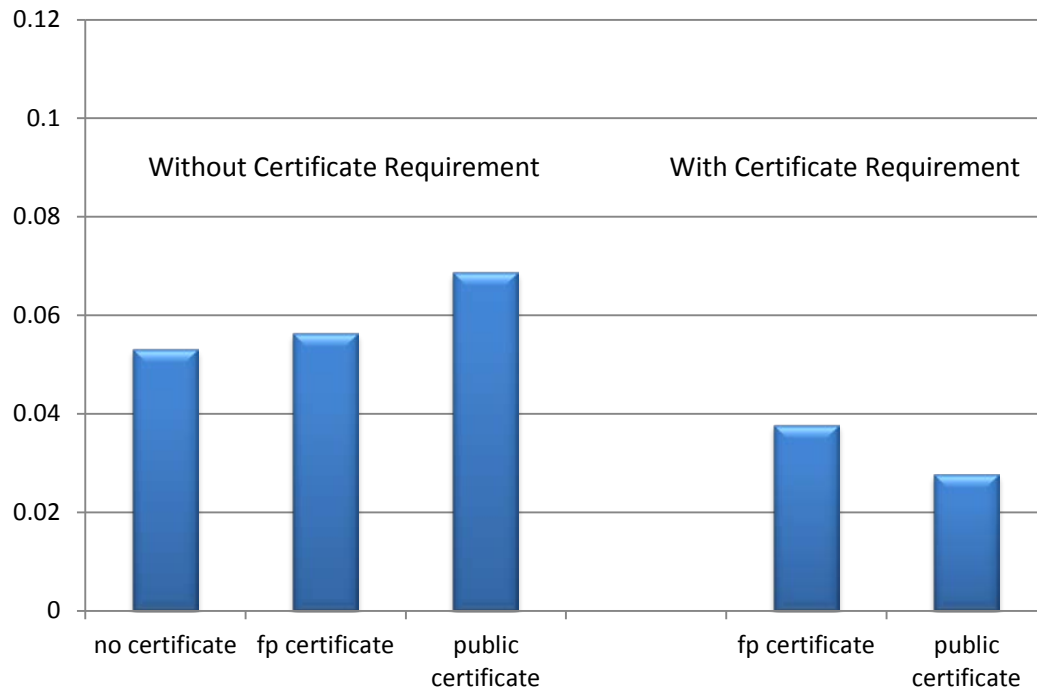 0.12
0.1
Without Certificate Requirement
With Certificate Requirement
0.08
0.06
0.04
0.02
0
no certificate
fp certificate
public
certificate
fp certificate
public
certificate